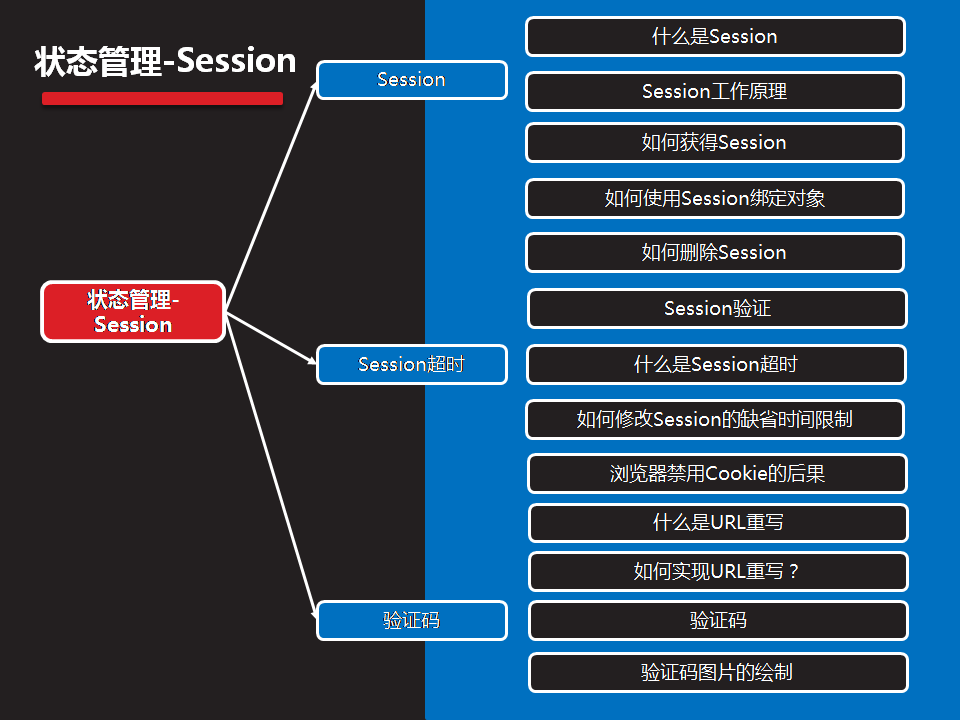 状态管理-Session
状态管理-
Session
Session
什么是Session
Session工作原理
如何获得Session
如何使用Session绑定对象
如何删除Session
Session验证
Session超时
什么是Session超时
如何修改Session的缺省时间限制
浏览器禁用Cookie的后果
什么是URL重写
如何实现URL重写？
验证码
验证码
验证码图片的绘制